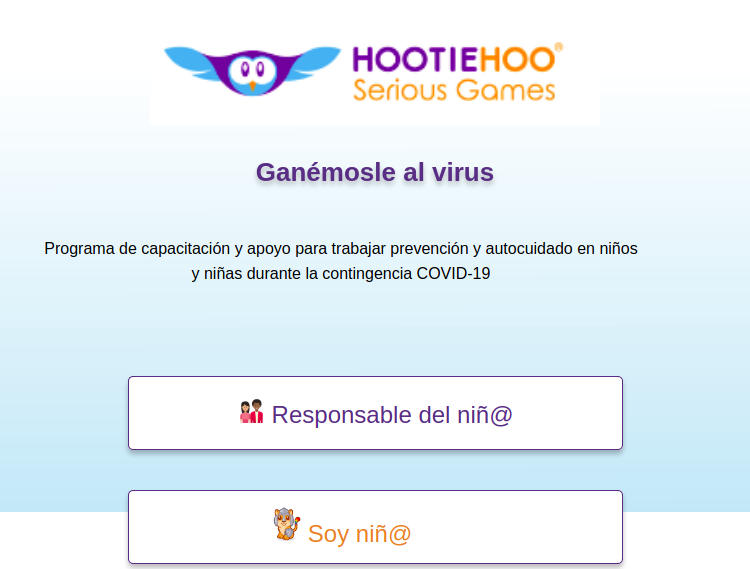 HOOTIEHOO®
Serious Games
Ganémosle al virus
Programa de capacitación y apoyo para trabajar prevención y autocuidado en niños
y niñas durante la contingencia COVID-19
Responsable del niñ@
Soy niñ@